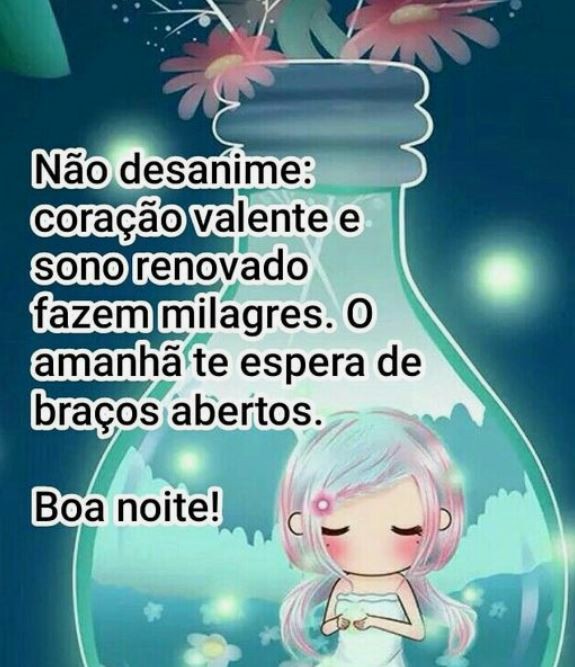 Não desanime:
coração valente e
sono renovado
fazem milagres. O
amanhã te espera de
braços abertos.
Boa noite!